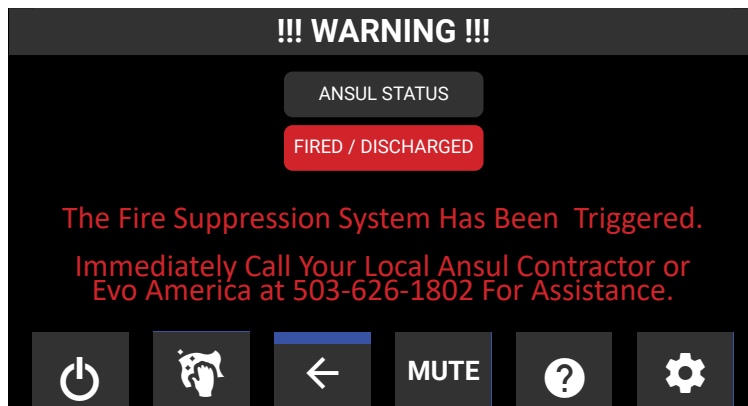 !!! WARNING !!!
ANSUL STATUS
FIRED / DISCHARGED
The Fire Suppression System Has Been Triggered.
Immediately Call Your Local Ansul Contractor or
Evo America at 503-626-1802 For Assistance.
MUTE
?